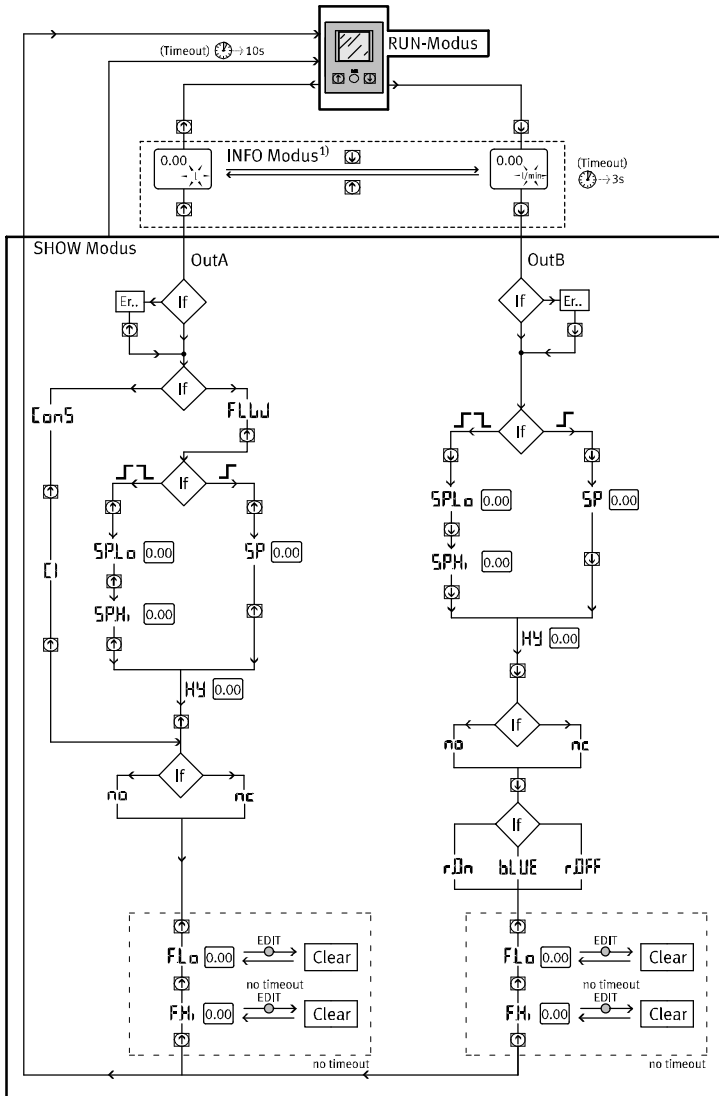 RUN-Modus
(Timeout) 10s
0.00
l
INFO Modus1)
0.00
l/min
(Timeout)
3s
SHOW Modus
OutA
OutB
If
Er..
If
Er..
If
ConS
FLW
If
If
SPLo 0.00
SP 0.00
SPLo 0.00
SP 0.00
CI
SPHi 0.00
SPHi 0.00
HY 0.00
HY 0.00
If
no
nc
If
no
nc
If
r.On
bLUE
r.OFF
FLo 0.00
EDIT
Clear
no timeout
FHi 0.00
EDIT
Clear
no timeout
FLo 0.00
EDIT
Clear
no timeout
FHi 0.00
EDIT
Clear
no timeout